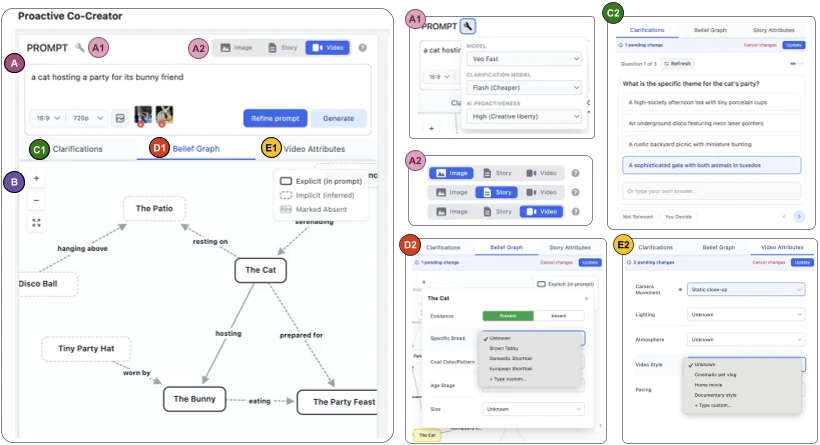 Proactive Co-Creator
PROMPT
A1
A2
Image
Story
Video
?
A
a cat hosting a party for its bunny friend
16:9
720p
Refine prompt
Generate
C1
Clarifications
D1
Belief Graph
E1
Video Attributes
B
+
−
Explicit (in prompt)
Implicit (inferred)
Abc
Marked Absent
The Patio
serenading
hanging above
resting on
Disco Ball
The Cat
hosting
prepared for
Tiny Party Hat
worn by
The Bunny
eating
The Party Feast
A1
PROMPT
a cat hosting
16:9
Cla
+
MODEL
Veo Fast
CLARIFICATION MODEL
Flash (Cheaper)
AI PROACTIVENESS
High (Creative liberty)
A2
Image
Story
Video
?
Image
Story
Video
?
Image
Story
Video
?
C2
Clarifications
Belief Graph
Story Attributes
1 pending change
Cancel changes
Update
Question 1 of 3
Refresh
What is the specific theme for the cat's party?
A high-society afternoon tea with tiny porcelain cups
An underground disco featuring neon laser pointers
A rustic backyard picnic with miniature bunting
A sophisticated gala with both animals in tuxedos
Or type your own answer...
Not Relevant
You Decide
D2
Clarifications
Belief Graph
Story Attributes
1 pending change
Cancel changes
Update
+
Explicit (in prompt)
The Cat
×
Existence
Present
Absent
Specific Breed
Unknown
Brown Tabby
Domestic Shorthair
European Shorthair
+ Type custom...
Coat Color/Pattern
Age Stage
Size
Unknown
The Cat
E2
Clarifications
Belief Graph
Video Attributes
2 pending changes
Cancel changes
Update
Camera
Movement
Static close-up
Lighting
Unknown
Atmosphere
Unknown
Video Style
Unknown
Cinematic pet vlog
Home movie
Documentary style
+ Type custom...
Pacing